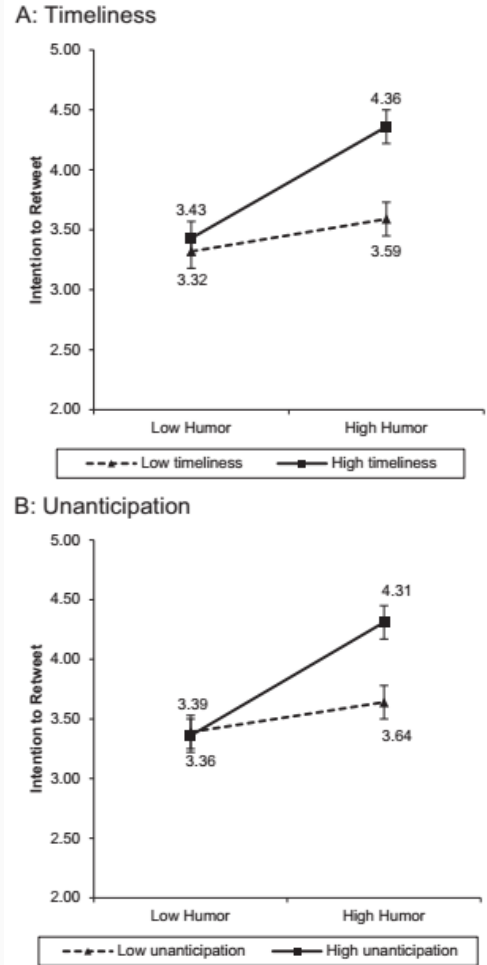 A: Timeliness
5.00
4.50
4.36
4.00
3.43
3.50
3.59
3.32
3.00
2.50
2.00
Intention to Retweet
Low Humor High Humor
Low timeliness High timeliness
B: Unanticipation
5.00
4.31
4.50
4.00
3.39
3.50
3.64
3.36
3.00
2.50
2.00
Intention to Retweet
Low Humor High Humor
Low unanticipation High unanticipation